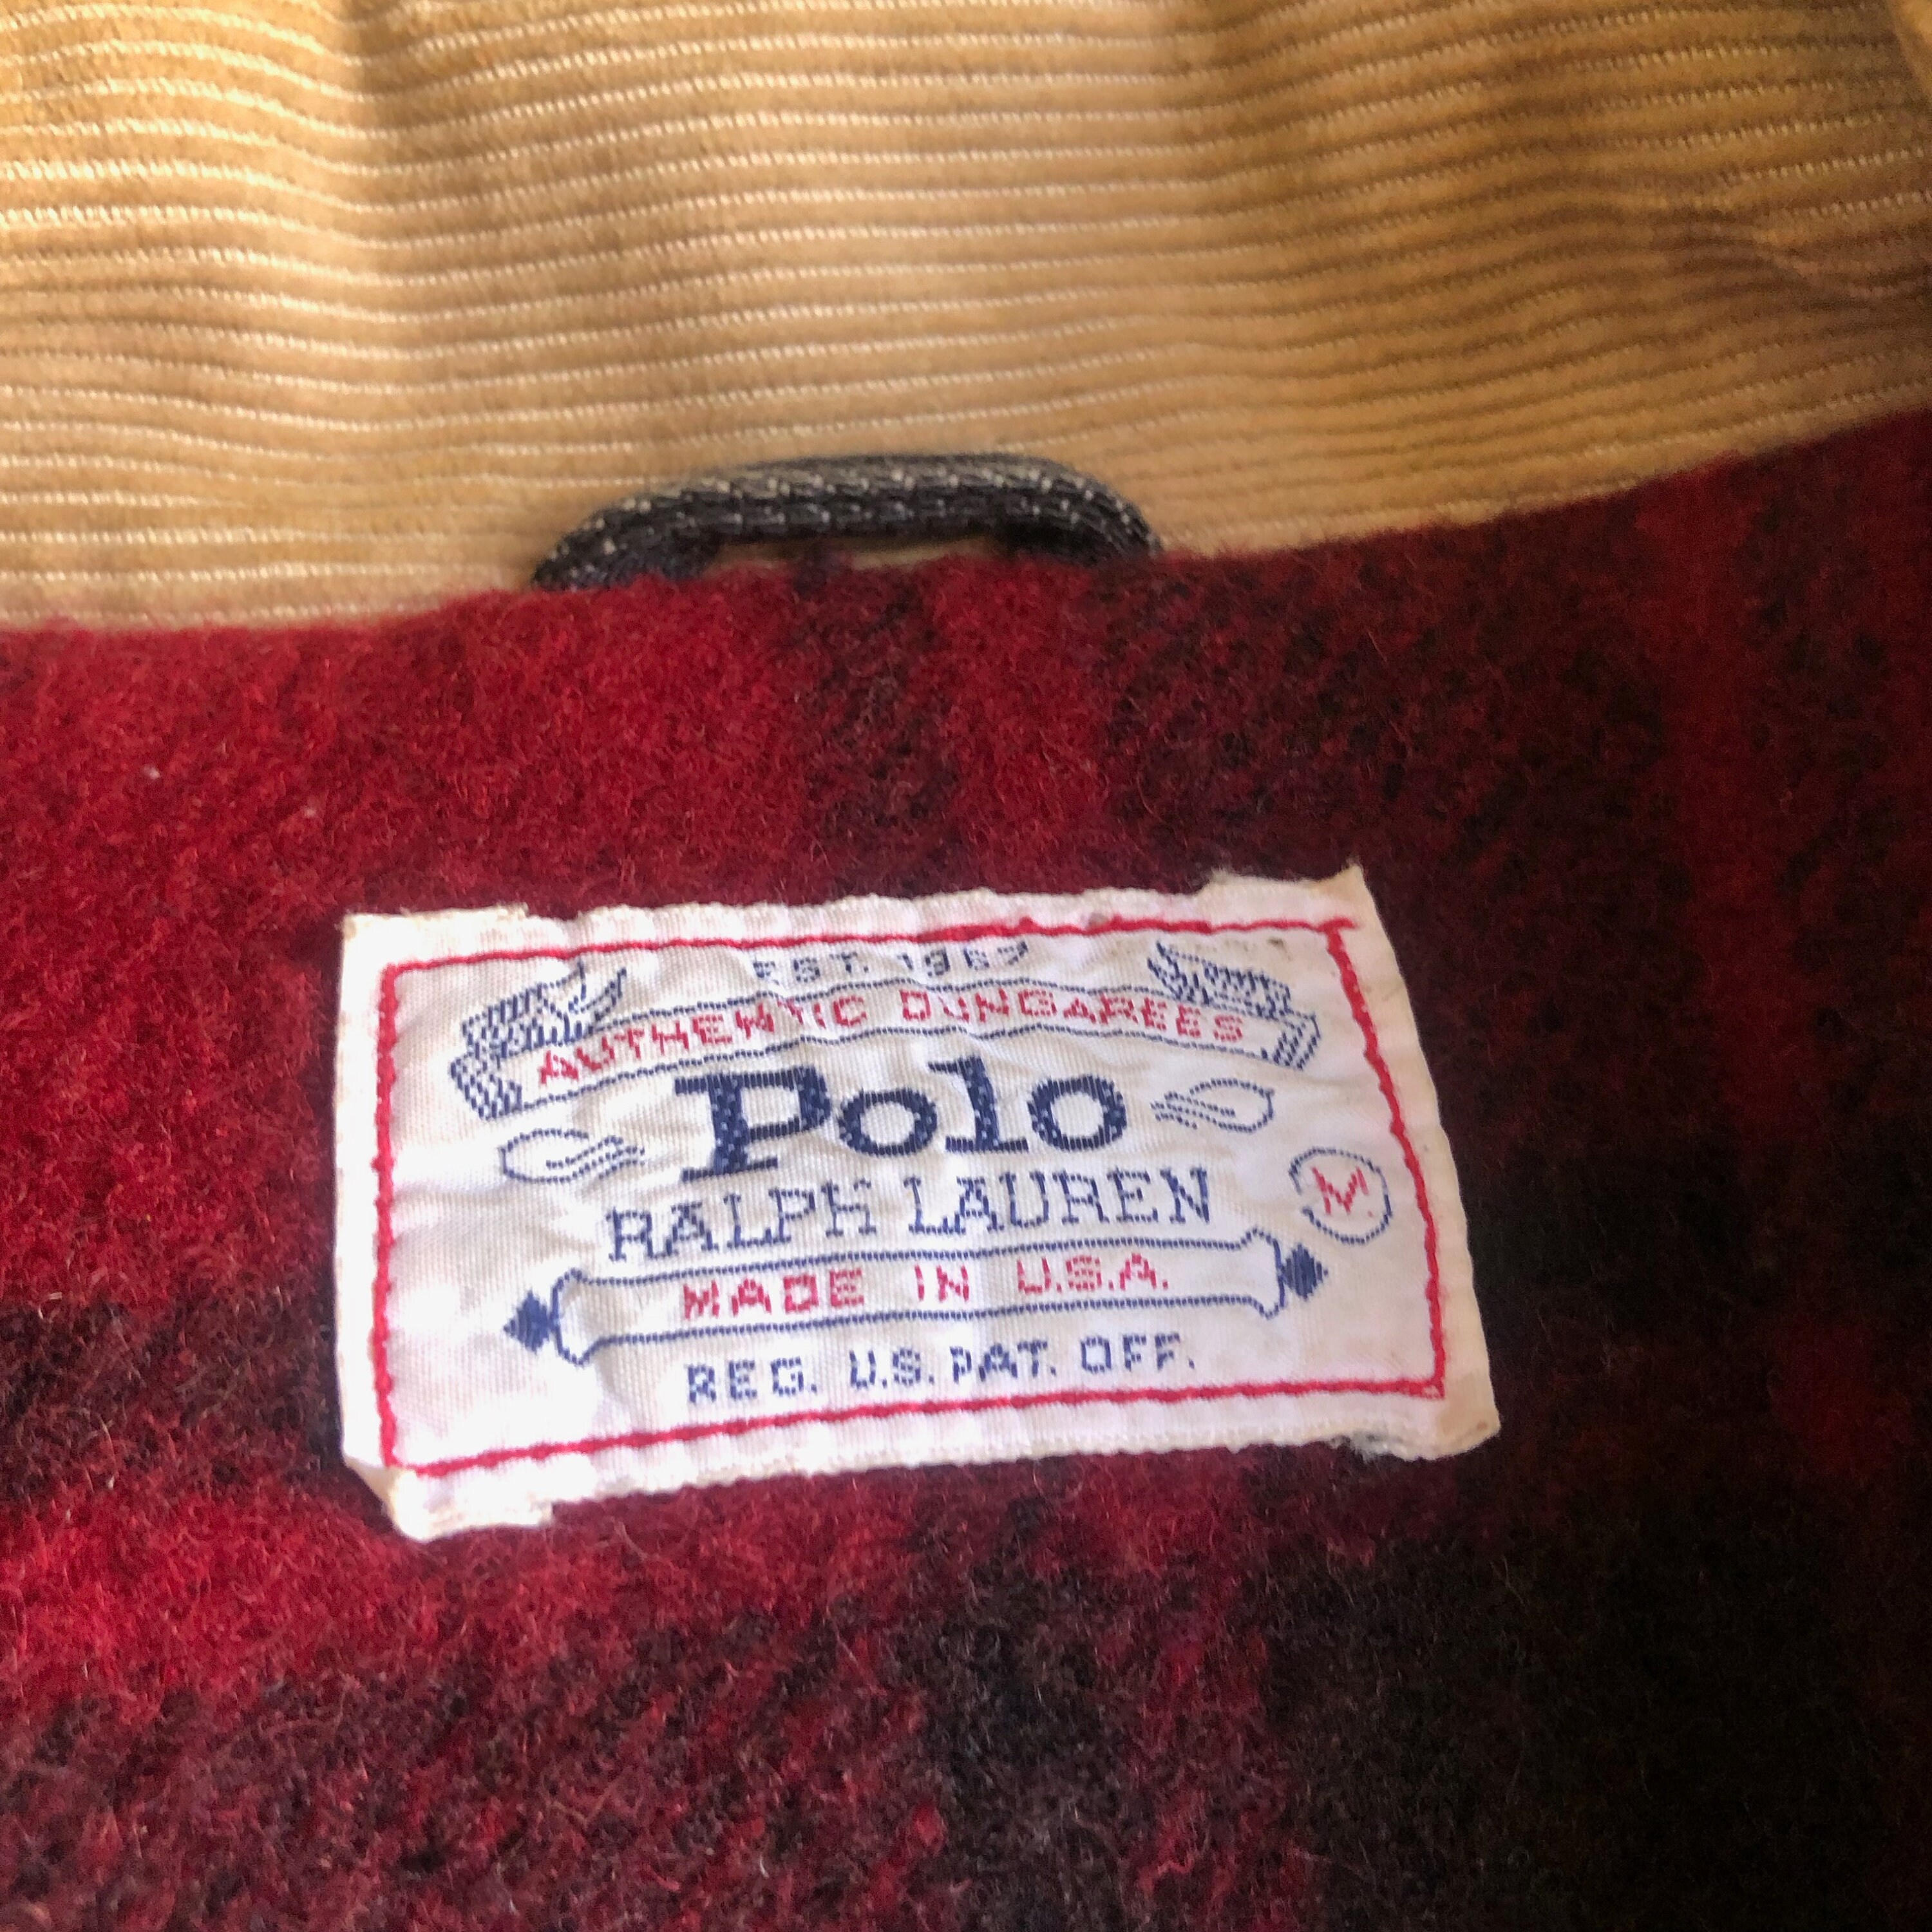 EST. 1967
AUTHENTIC DUNGAREES
Polo
RALPH LAUREN
M
MADE IN U.S.A.
REG. U.S. PAT. OFF.